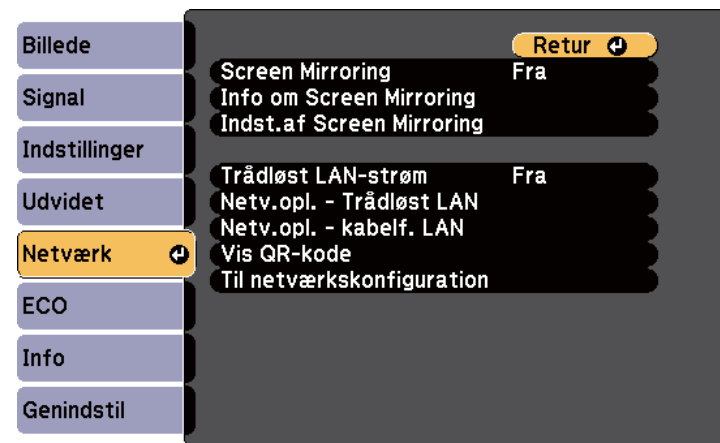 Billede
Signal
Indstillinger
Udvidet
Netværk
ECO
Info
Genindstil
Retur
Screen Mirroring Fra
Info om Screen Mirroring
Indst.af Screen Mirroring
Trådløst LAN-strøm Fra
Netv.opl. - Trådløst LAN
Netv.opl. - kabelf. LAN
Vis QR-kode
Til netværkskonfiguration